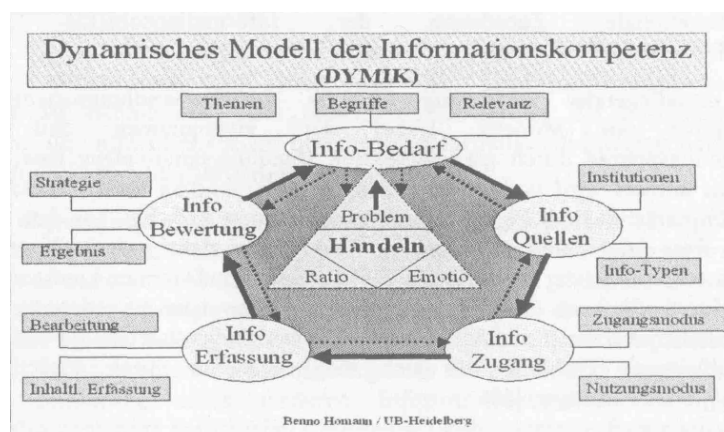 Dynamisches Modell der Informationskompetenz
(DYMIK)
Themen
Begriffe
Relevanz
Info-Bedarf
Strategie
Info
Bewertung
Ergebnis
Problem
Handeln
Ratio
Emotio
Institutionen
Info
Quellen
Info-Typen
Bearbeitung
Info
Erfassung
Inhaltl. Erfassung
Info
Zugang
Zugangsmodus
Nutzungsmodus
Benno Homann / UB-Heidelberg